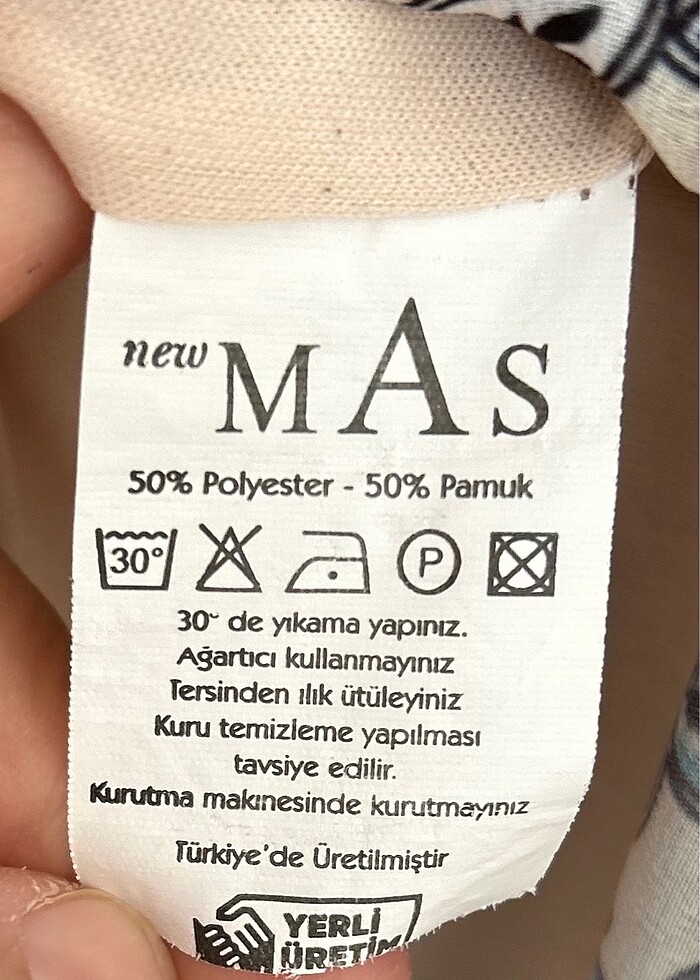 new MAS
50% Polyester - 50% Pamuk
30° P
30° de yıkama yapınız.
Ağartıcı kullanmayınız
Tersinden ılık ütüleyiniz
Kuru temizleme yapılması
tavsiye edilir.
Kurutma makınesinde kurutmayınız
Türkiye'de Üretilmiştir
YERLİ
ÜRETİM